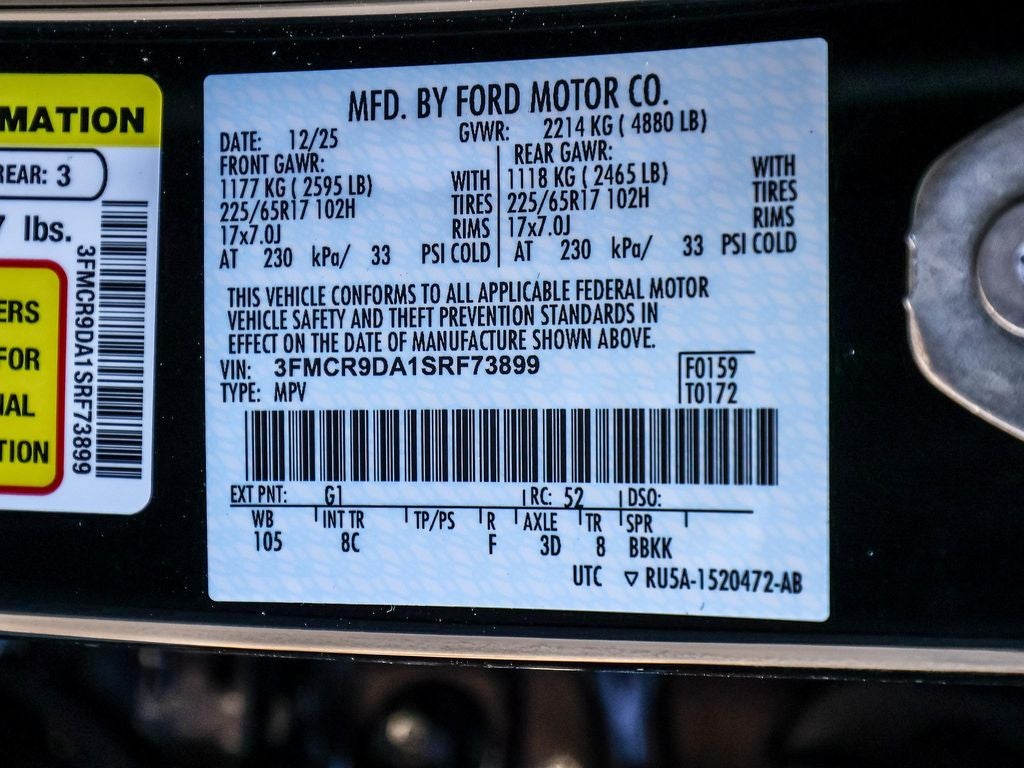 MATION
REAR: 3
7 lbs.
ERS
FOR
NAL
TION
3FMCR9DA1SRF73899
MFD. BY FORD MOTOR CO.
DATE: 12/25 GVWR: 2214 KG ( 4880 LB)
FRONT GAWR: REAR GAWR:
1177 KG ( 2595 LB) WITH 1118 KG ( 2465 LB) WITH
225/65R17 102H TIRES 225/65R17 102H TIRES
17x7.0J RIMS 17x7.0J RIMS
AT 230 kPa/ 33 PSI COLD AT 230 kPa/ 33 PSI COLD
THIS VEHICLE CONFORMS TO ALL APPLICABLE FEDERAL MOTOR
VEHICLE SAFETY AND THEFT PREVENTION STANDARDS IN
EFFECT ON THE DATE OF MANUFACTURE SHOWN ABOVE.
VIN: 3FMCR9DA1SRF73899 F0159
TYPE: MPV T0172
EXT PNT: G1 RC: 52 DSO:
WB INT TR TP/PS R AXLE TR SPR
105 8C F 3D 8 BBKK
UTC ▽ RU5A-1520472-AB